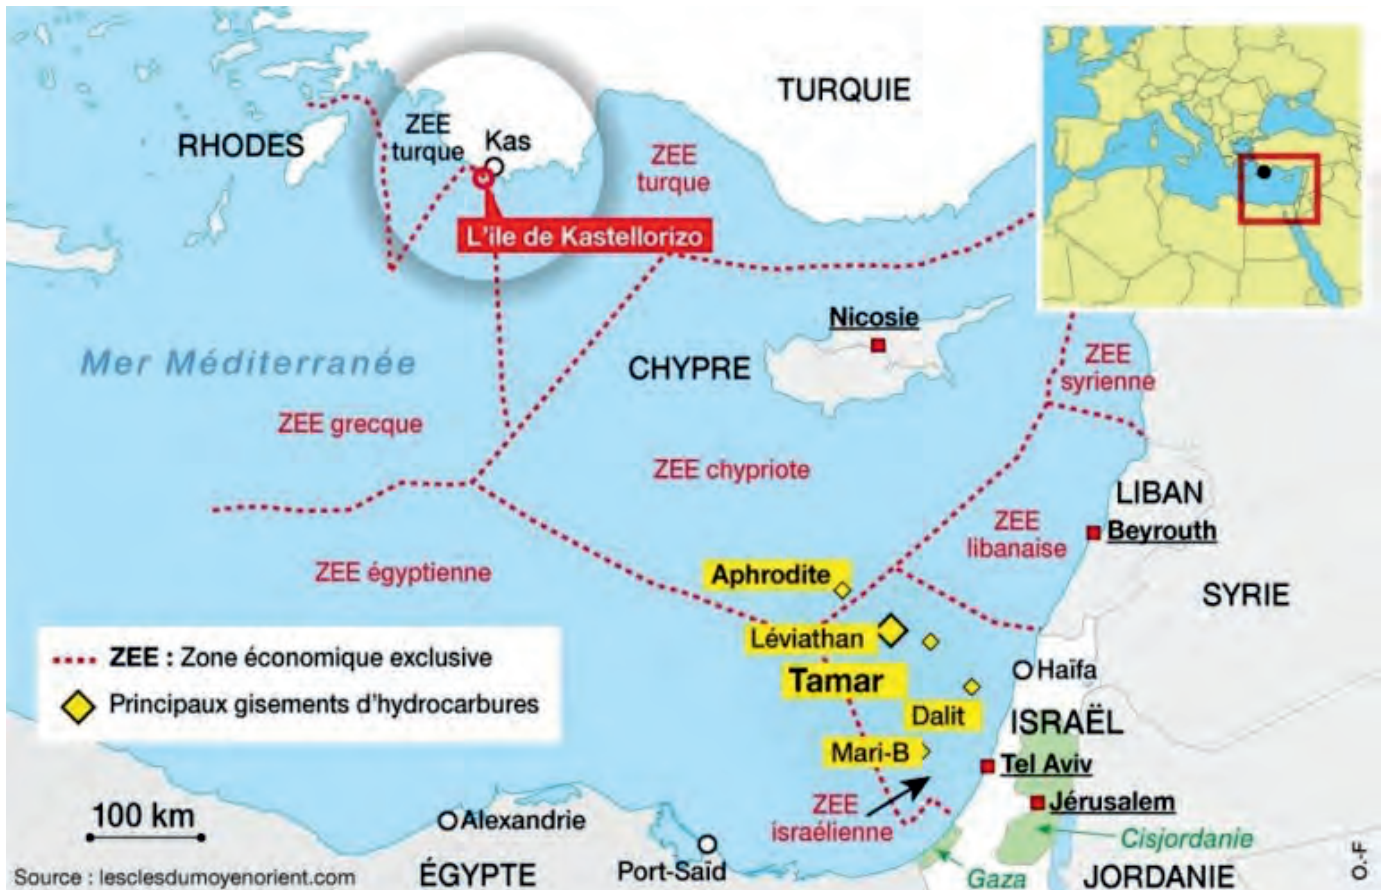 TURQUIE
RHODES
ZEE
turque
Kas
ZEE
turque
L'ile de Kastellorizo
Nicosie
Mer Méditerranée
CHYPRE
ZEE
syrienne
ZEE grecque
ZEE chypriote
LIBAN
Beyrouth
ZEE
libanaise
ZEE égyptienne
Aphrodite
SYRIE
Léviathan
ZEE : Zone économique exclusive
Principaux gisements d'hydrocarbures
Tamar
Haïfa
Dalit
ISRAËL
Mari-B
Tel Aviv
ZEE
israélienne
Jérusalem
100 km
Alexandrie
Cisjordanie
Port-Saïd
ÉGYPTE
Gaza
JORDANIE
Source : lesclesdumoyenorient.com
O.-F